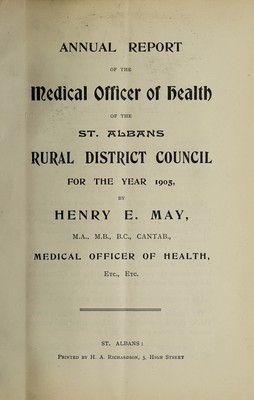 ANNUAL REPORT
OF THE
Medical Officer of Health
OF THE
ST. ALBANS
RURAL DISTRICT COUNCIL
FOR THE YEAR 1905,
BY
HENRY E. MAY,
M.A., M.B., B.C., CANTAB.,
MEDICAL OFFICER OF HEALTH,
ETC., ETC.
ST. ALBANS:
PRINTED BY H. A. RICHARDSON, 5, HIGH STREET